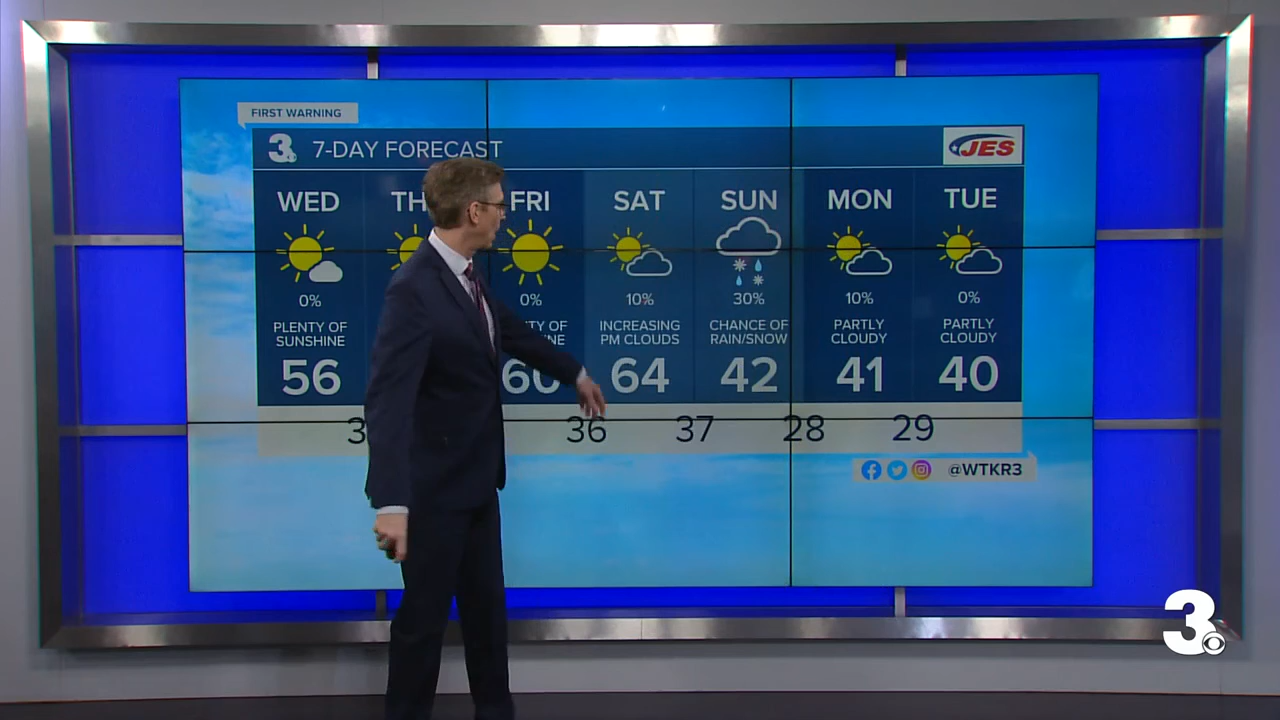 FIRST WARNING
3 7-DAY FORECAST
JES
WED FRI SAT SUN MON TUE
0% 0% 10% 30% 10% 0%
PLENTY OF INCREASING CHANCE OF PARTLY PARTLY
SUNSHINE PM CLOUDS RAIN/SNOW CLOUDY CLOUDY
56 60 64 42 41 40
36 37 28 29
@WTKR3
3